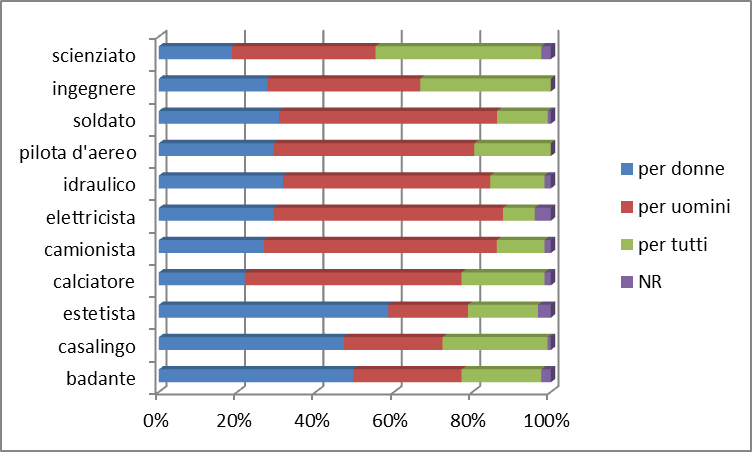 scienziato
ingegnere
soldato
pilota d'aereo
idraulico
elettricista
camionista
calciatore
estetista
casalingo
badante
0% 20% 40% 60% 80% 100%
per donne
per uomini
per tutti
NR